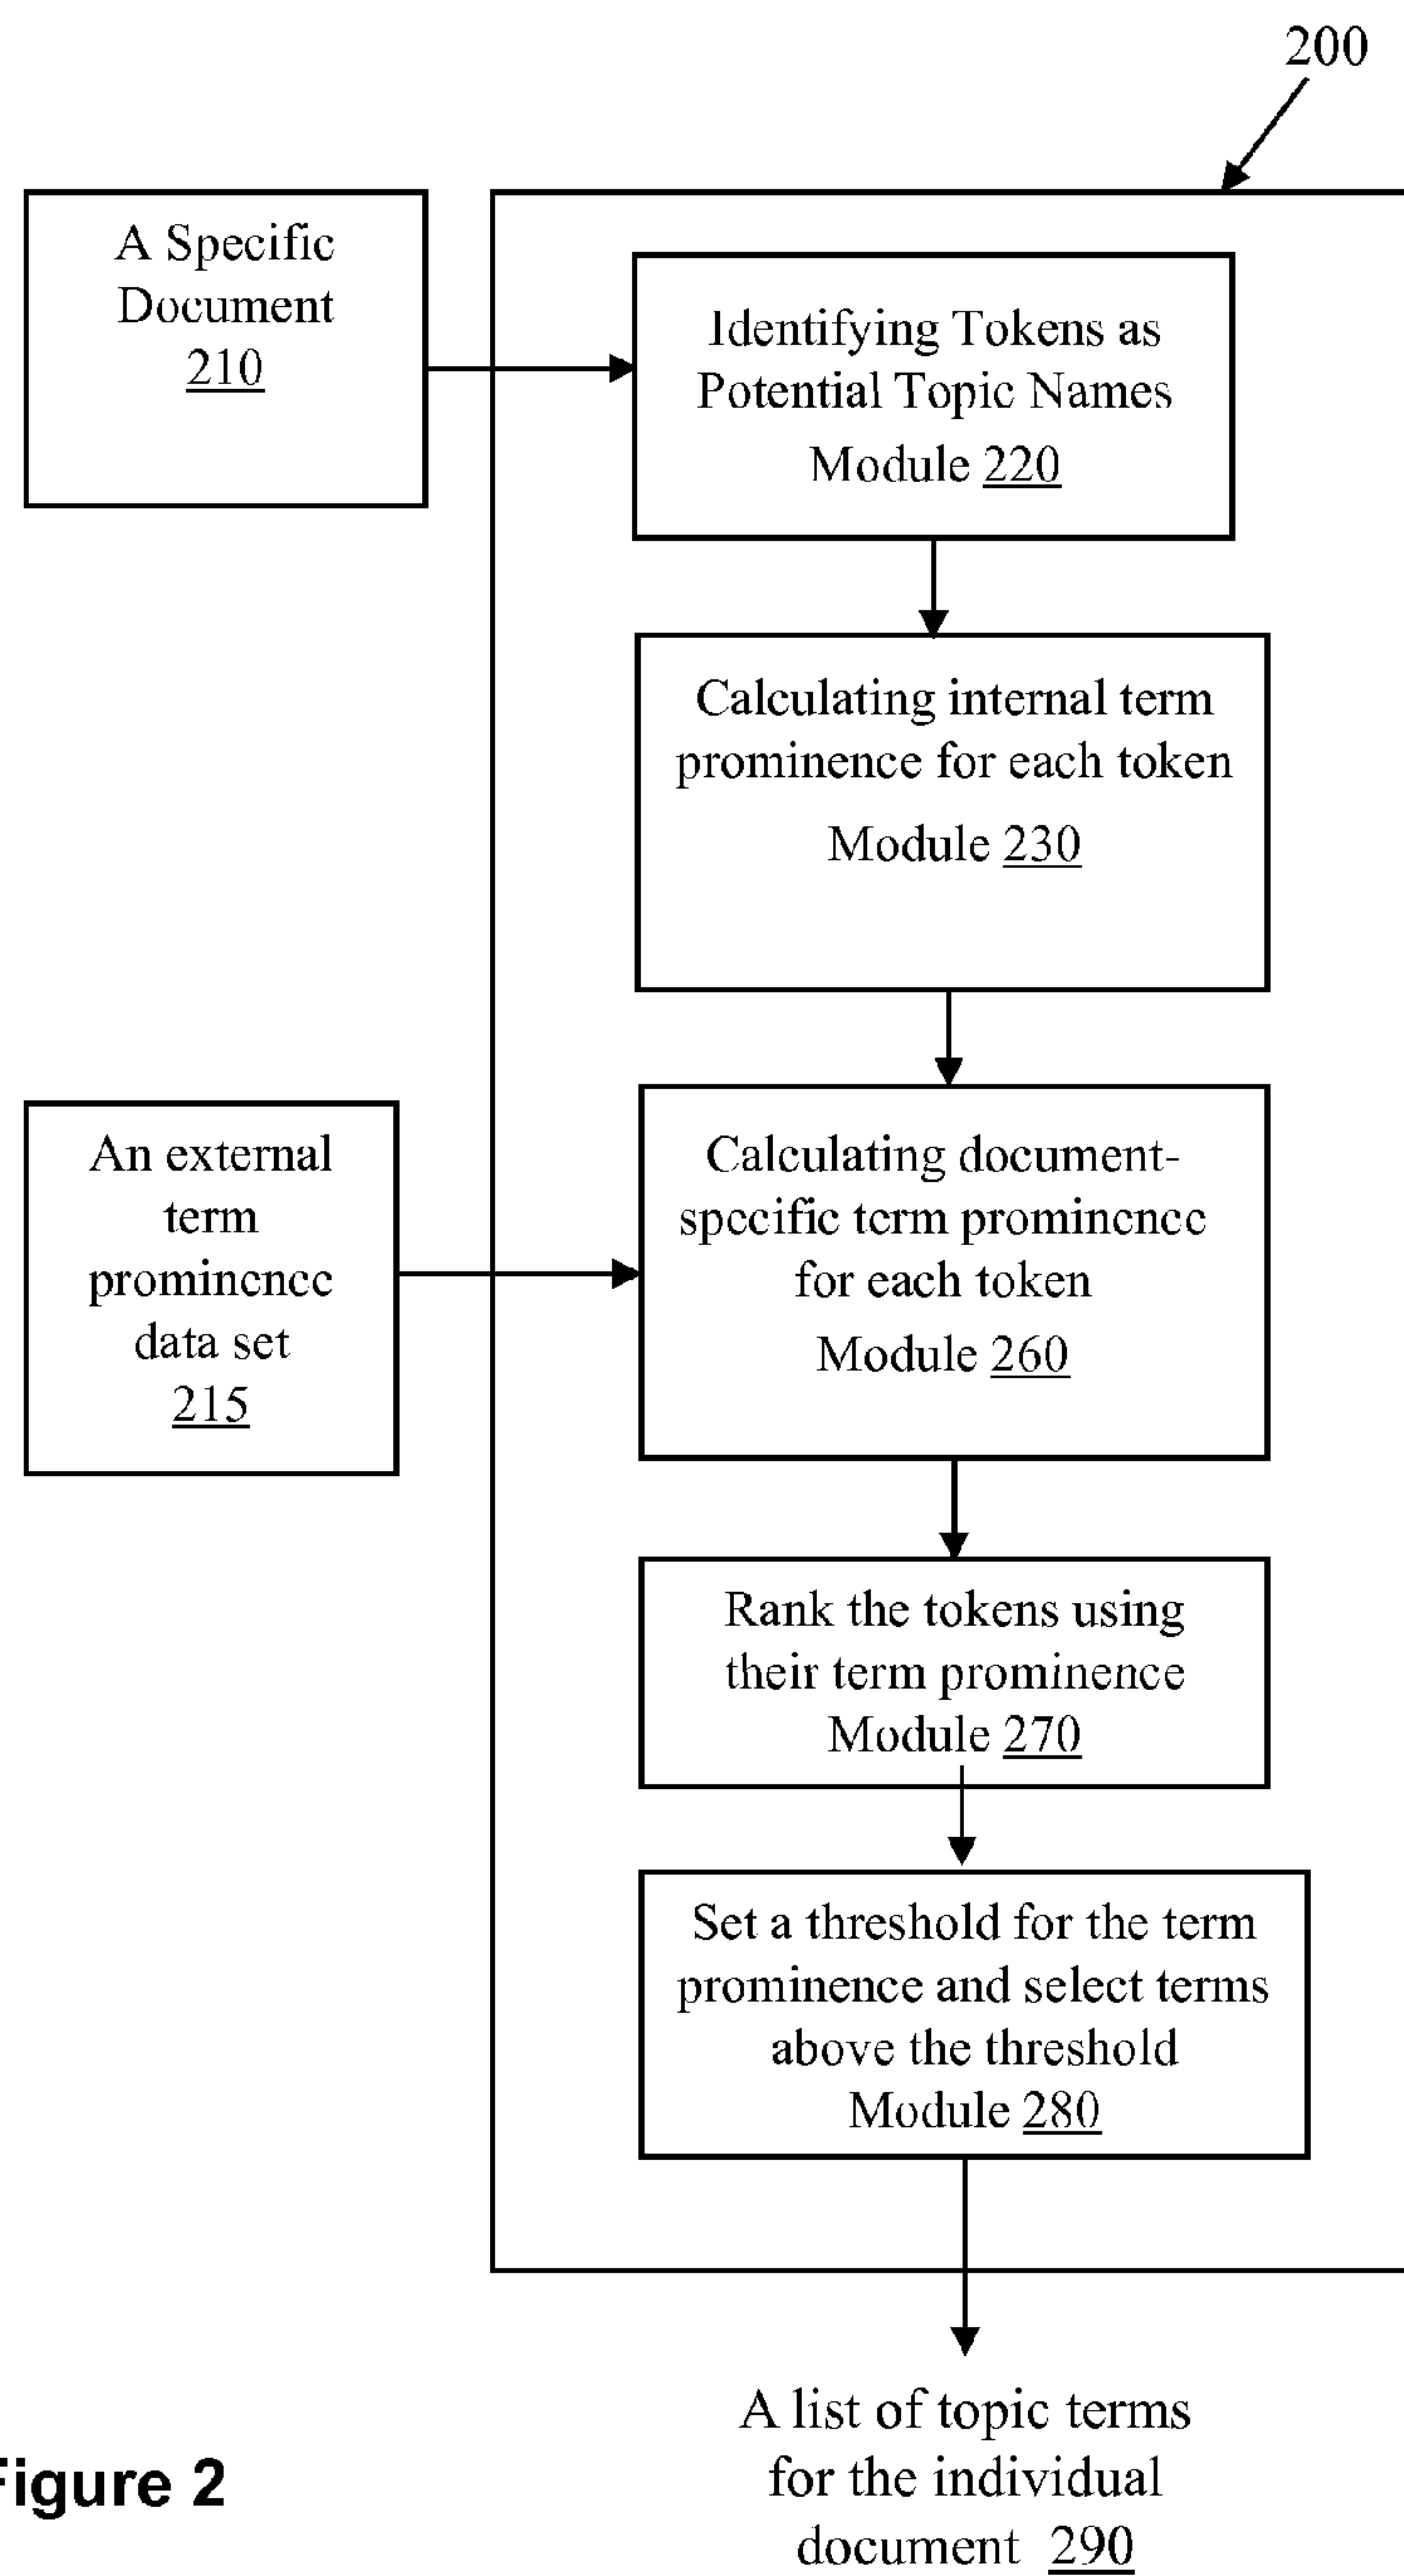 200
A Specific
Document
210
Identifying Tokens as
Potential Topic Names
Module 220
Calculating internal term
prominence for each token
Module 230
An external
term
prominence
data set
215
Calculating document-
specific term prominence
for each token
Module 260
Rank the tokens using
their term prominence
Module 270
Set a threshold for the term
prominence and select terms
above the threshold
Module 280
A list of topic terms
for the individual
document 290
Figure 2